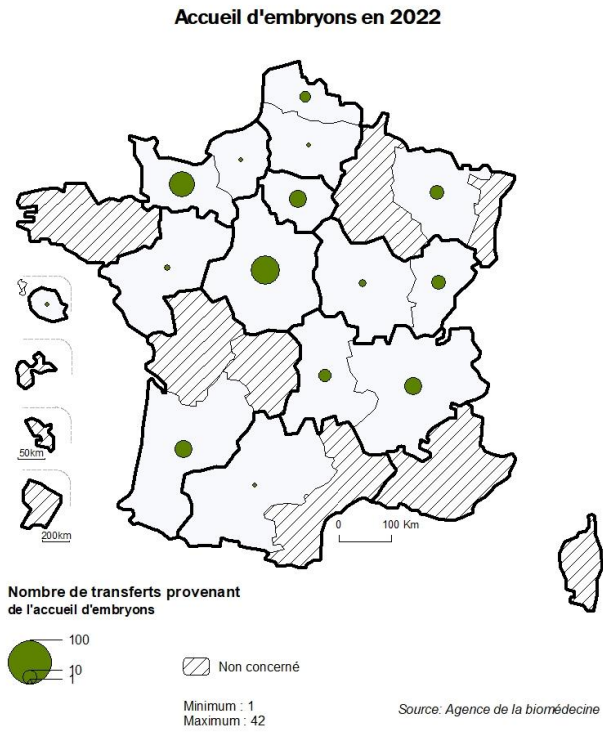 Accueil d'embryons en 2022
50km
200km
0 100 Km
Nombre de transferts provenant
de l'accueil d'embryons
100
10
1
Non concerné
Minimum : 1
Maximum : 42
Source: Agence de la biomédecine